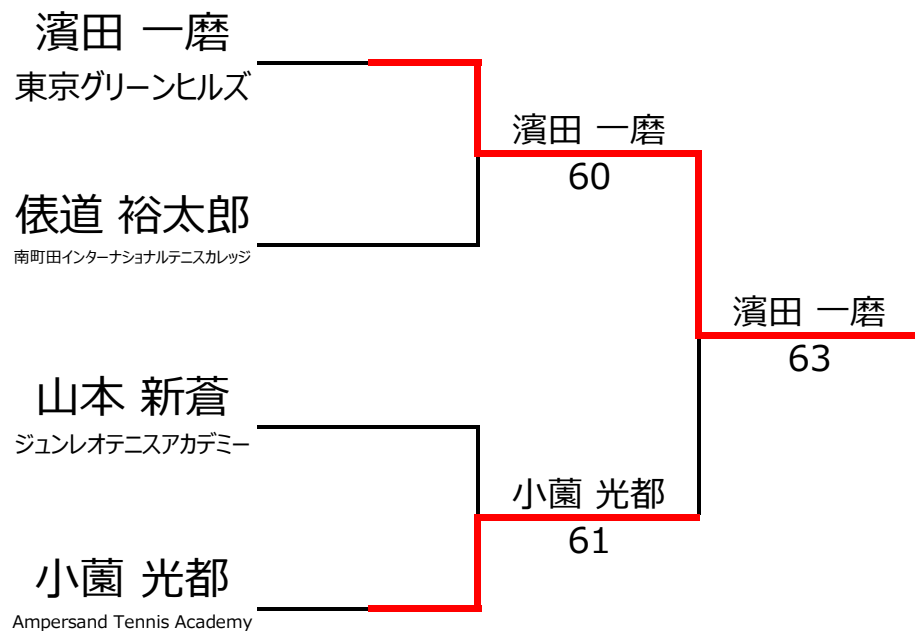 濱田 一磨
東京グリーンヒルズ
濱田 一磨
60
俵道 裕太郎
南町田インターナショナルテニスカレッジ
濱田 一磨
63
山本 新蒼
ジュンレオテニスアカデミー
小薗 光都
61
小薗 光都
Ampersand Tennis Academy